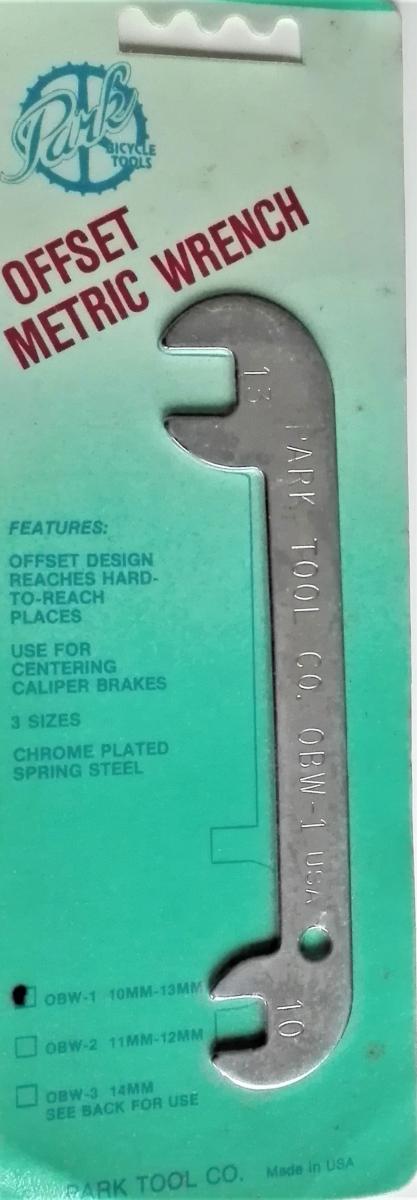 Park
BICYCLE
TOOLS
OFFSET
METRIC WRENCH
13
PARK TOOL CO. OBW-1 USA
10
FEATURES:
OFFSET DESIGN
REACHES HARD-
TO-REACH
PLACES
USE FOR
CENTERING
CALIPER BRAKES
3 SIZES
CHROME PLATED
SPRING STEEL
OBW-1 10MM-13MM
OBW-2 11MM-12MM
OBW-3 14MM
SEE BACK FOR USE
PARK TOOL CO. Made in USA